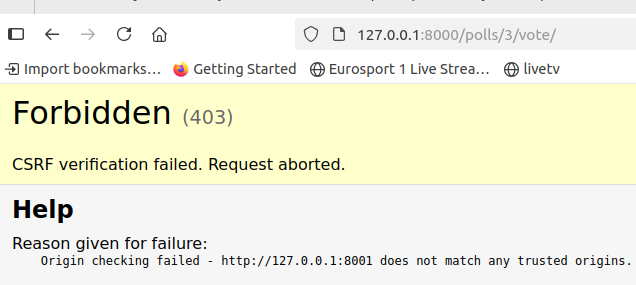 127.0.0.1:8000/polls/3/vote/
Import bookmarks… Getting Started Eurosport 1 Live Strea… livetv
Forbidden (403)
CSRF verification failed. Request aborted.
Help
Reason given for failure:
Origin checking failed - http://127.0.0.1:8001 does not match any trusted origins.